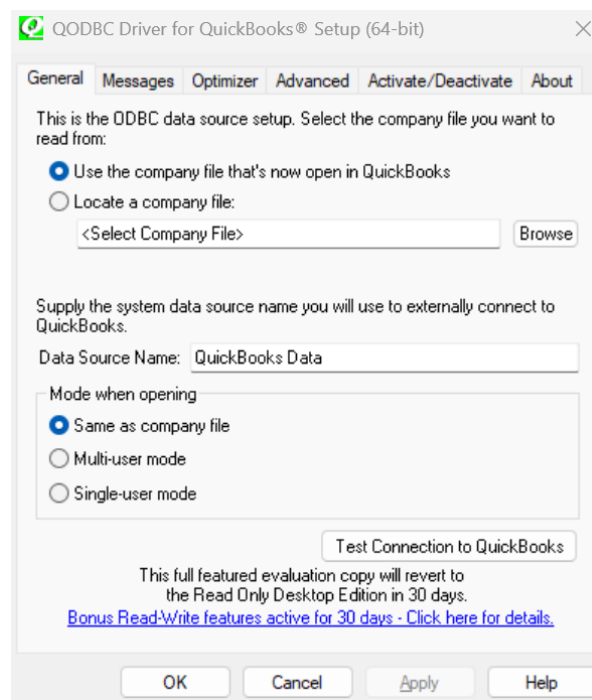 QODBC Driver for QuickBooks® Setup (64-bit)
General Messages Optimizer Advanced Activate/Deactivate About
This is the ODBC data source setup. Select the company file you want to
read from:
Use the company file that's now open in QuickBooks
Locate a company file:
<Select Company File> Browse
Supply the system data source name you will use to externally connect to
QuickBooks.
Data Source Name: QuickBooks Data
Mode when opening
Same as company file
Multi-user mode
Single-user mode
Test Connection to QuickBooks
This full featured evaluation copy will revert to
the Read Only Desktop Edition in 30 days.
Bonus Read-Write features active for 30 days - Click here for details.
OK Cancel Apply Help